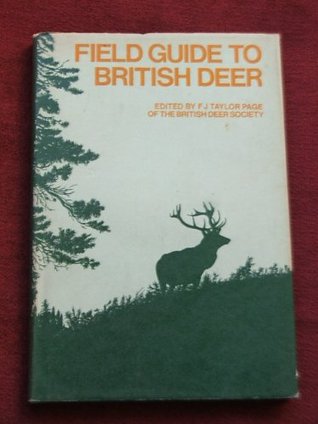 FIELD GUIDE TO
BRITISH DEER
EDITED BY F J TAYLOR PAGE
OF THE BRITISH DEER SOCIETY